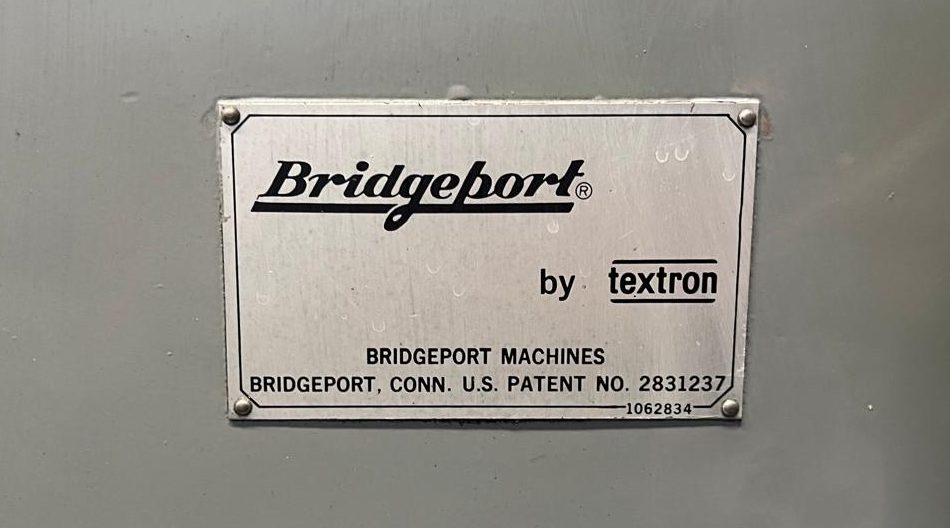 Bridgeport®
by textron
BRIDGEPORT MACHINES
BRIDGEPORT, CONN. U.S. PATENT NO. 2831237
1062834